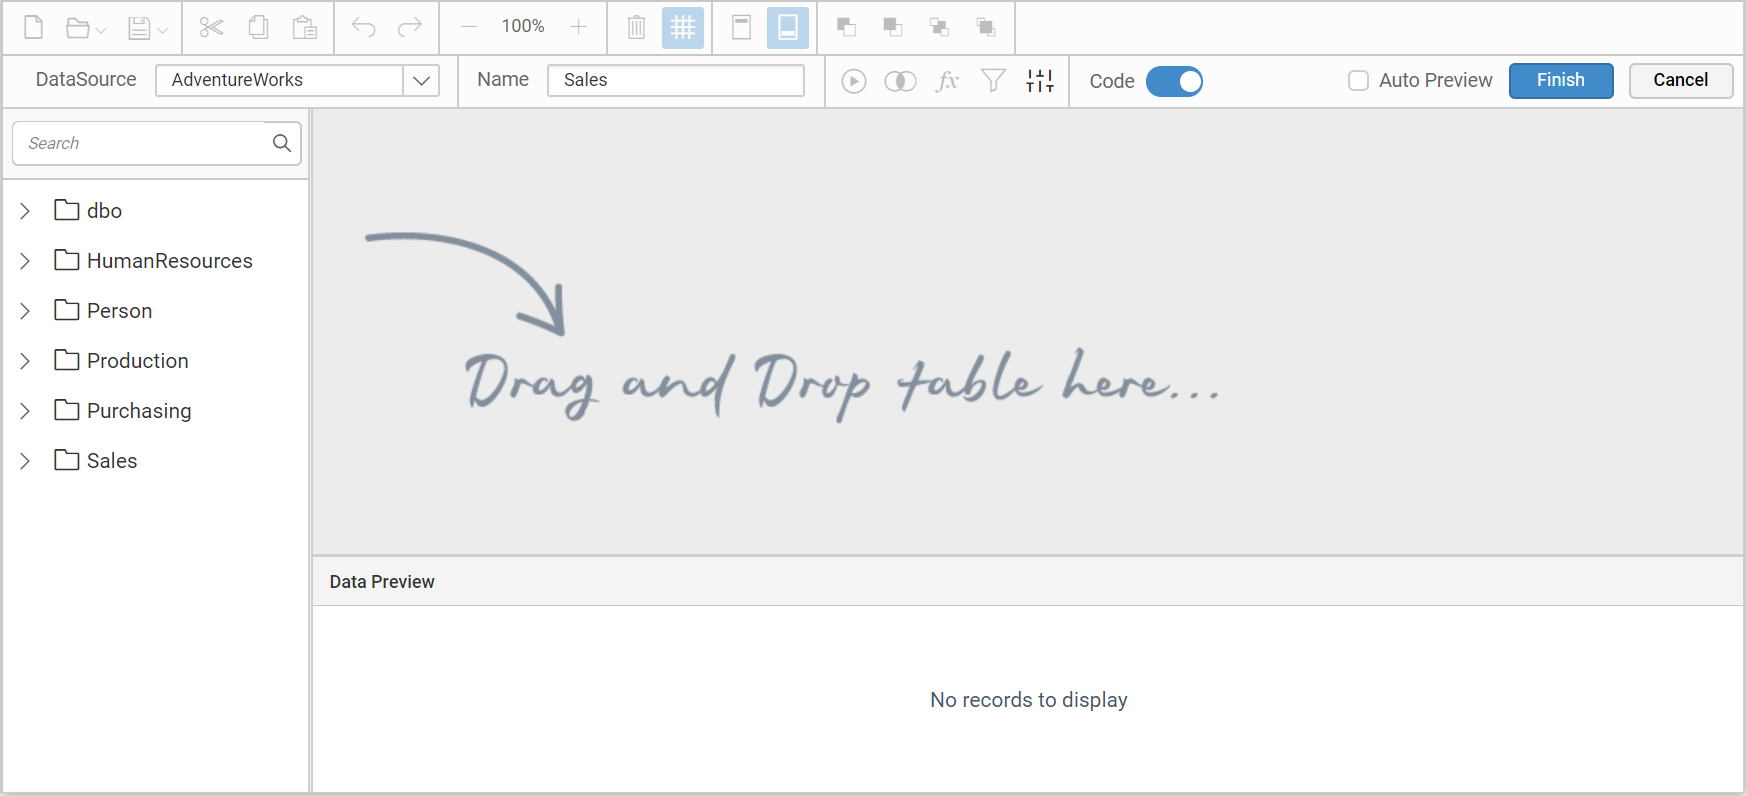 100%
DataSource AdventureWorks Name Sales fx Code Auto Preview Finish Cancel
Search
dbo
HumanResources
Person
Production
Purchasing
Sales
Drag and Drop table here...
Data Preview
No records to display